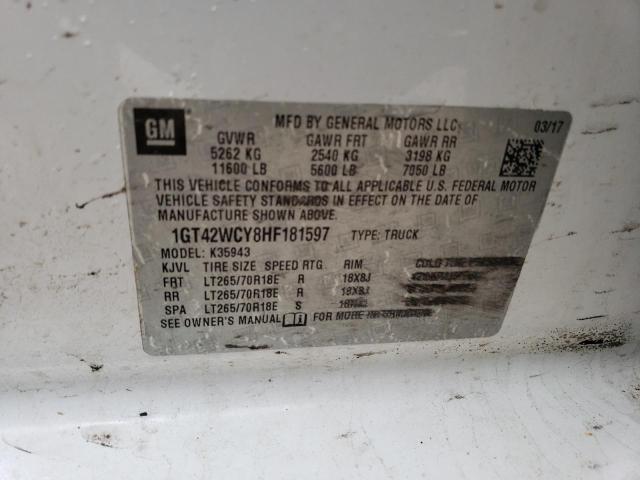 GM
MFD BY GENERAL MOTORS LLC 03/17
GVWR GAWR FRT GAWR RR
5262 KG 2540 KG 3198 KG
11600 LB 5600 LB 7050 LB
THIS VEHICLE CONFORMS TO ALL APPLICABLE U.S. FEDERAL MOTOR
VEHICLE SAFETY STANDARDS IN EFFECT ON THE DATE OF
MANUFACTURE SHOWN ABOVE.
1GT42WCY8HF181597 TYPE: TRUCK
MODEL: K35943
KJVL TIRE SIZE SPEED RTG RIM COLD
FRT LT265/70R18E R 18X8J
RR LT265/70R18E R 18X8J
SPA LT265/70R18E S
SEE OWNER'S MANUAL FOR MORE